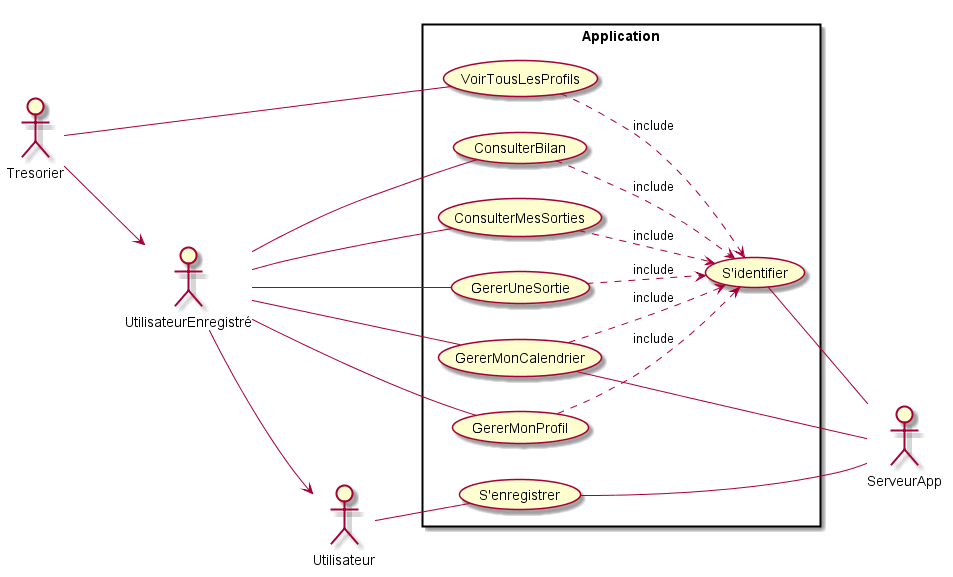 Application
VoirTousLesProfils
include
Tresorier
ConsulterBilan
include
ConsulterMesSorties
include
S'identifier
GererUneSortie
include
UtilisateurEnregistré
include
GererMonCalendrier
include
GererMonProfil
ServeurApp
S'enregistrer
Utilisateur